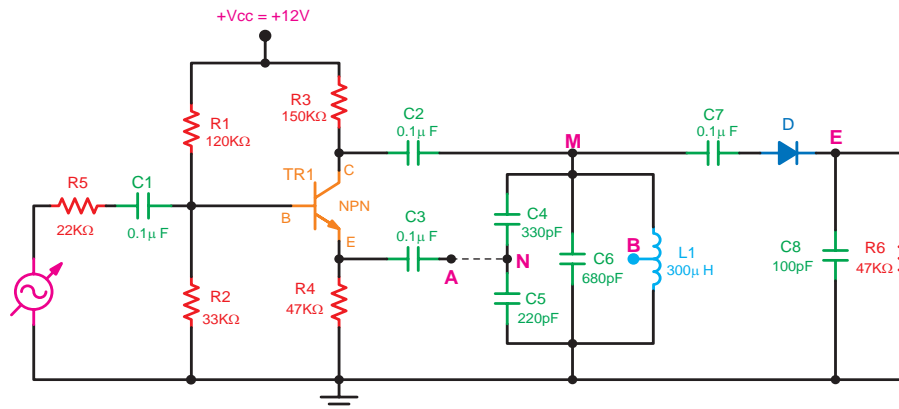 +Vcc = +12V
R1
120KΩ
R3
150KΩ
C2
0.1μ F
M
C7
0.1μ F
D
E
R5
22KΩ
C1
0.1μ F
TR1
C
B
NPN
E
C3
0.1μ F
A
N
C4
330pF
C5
220pF
C6
680pF
B
L1
300μ H
C8
100pF
R6
47KΩ
R2
33KΩ
R4
47KΩ